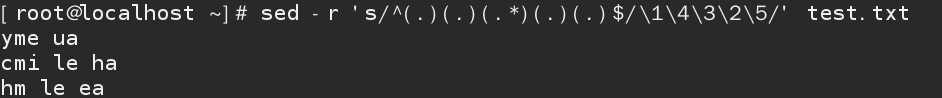 [root@localhost ~]# sed -r 's/^(.)(.)(.*)(.)(.)$/\1\4\3\2\5/' test.txt
yme ua
cmi le ha
hm le ea